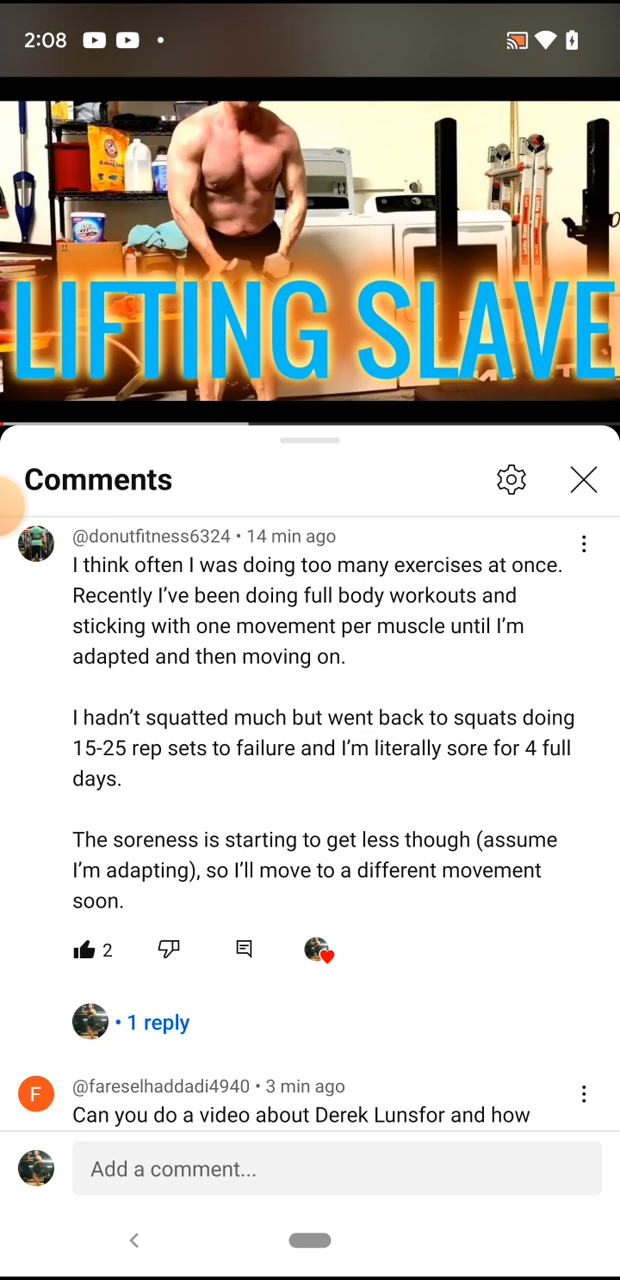 2:08
LIFTING SLAVE
Comments
@donutfitness6324 • 14 min ago
I think often I was doing too many exercises at once.
Recently I’ve been doing full body workouts and
sticking with one movement per muscle until I’m
adapted and then moving on.
I hadn’t squatted much but went back to squats doing
15-25 rep sets to failure and I’m literally sore for 4 full
days.
The soreness is starting to get less though (assume
I’m adapting), so I’ll move to a different movement
soon.
2
• 1 reply
F
@fareselhaddadi4940 • 3 min ago
Can you do a video about Derek Lunsfor and how
Add a comment...